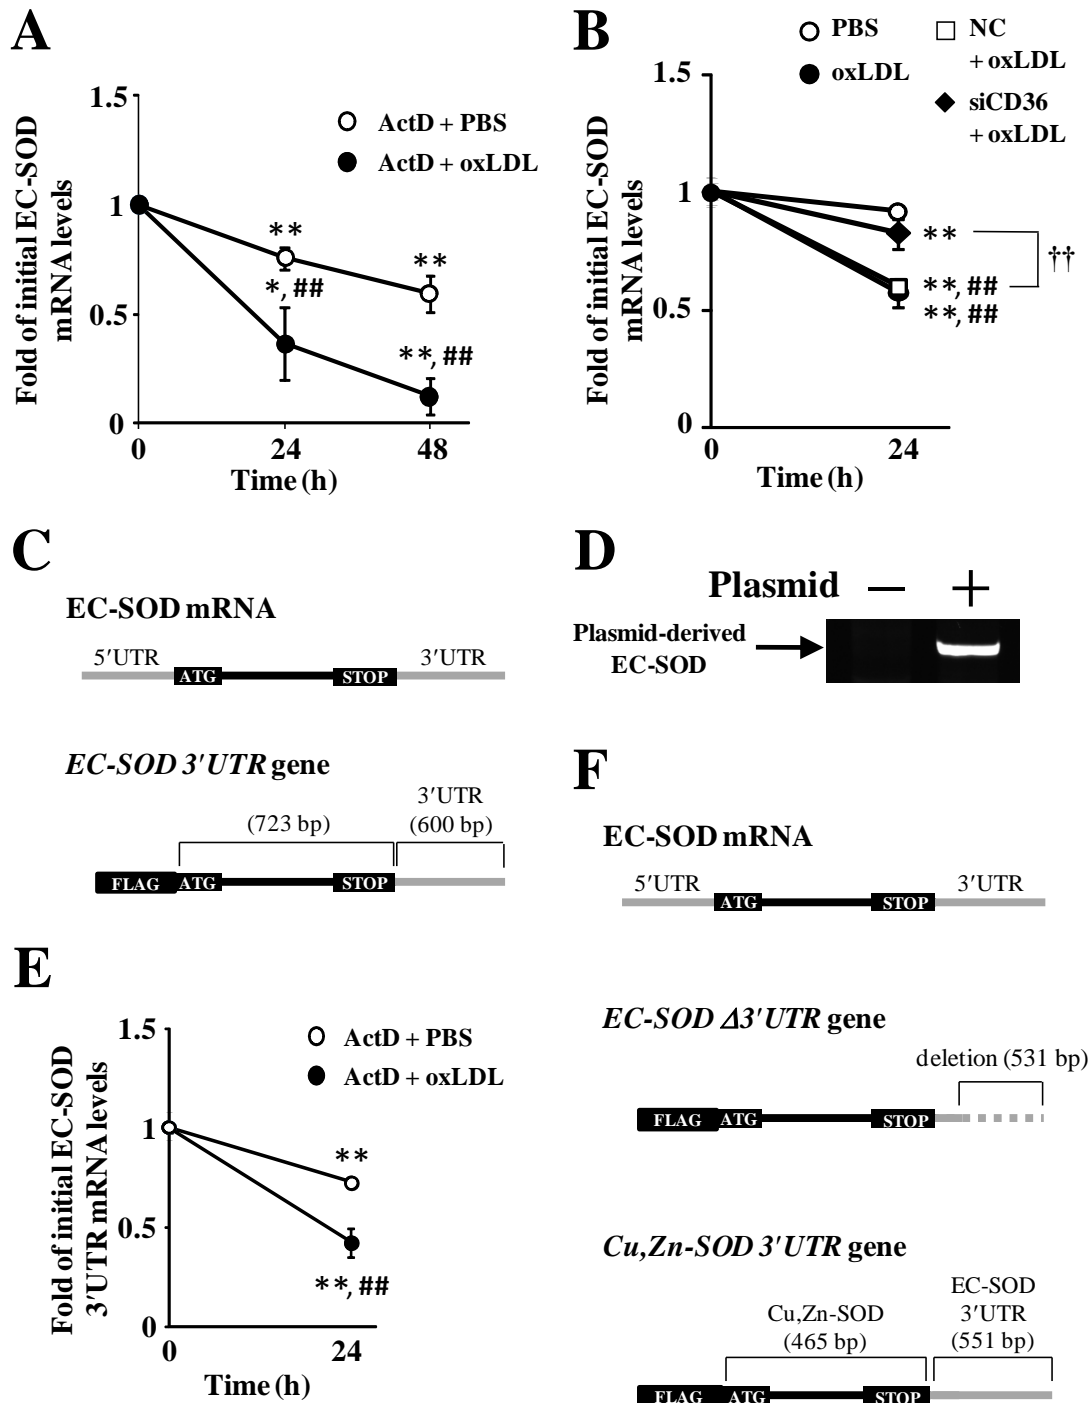 A
1.5
1
0.5
0
Fold of initial EC-SOD
mRNA levels
ActD + PBS
ActD + oxLDL
**
**
*, ##
**, ##
0
24
48
Time (h)
B
PBS
oxLDL
NC
+ oxLDL
siCD36
+ oxLDL
1.5
1
0.5
0
Fold of initial EC-SOD
mRNA levels
**
**, ##
**, ##
††
0
24
Time (h)
C
EC-SOD mRNA
5′UTR
3′UTR
ATG
STOP
EC-SOD 3′UTR gene
3′UTR
(723 bp)
(600 bp)
FLAG
ATG
STOP
D
Plasmid
−
+
Plasmid-derived
EC-SOD
E
1.5
1
0.5
0
Fold of initial EC-SOD
3′UTR mRNA levels
ActD + PBS
ActD + oxLDL
**
**, ##
0
24
Time (h)
F
EC-SOD mRNA
5′UTR
3′UTR
ATG
STOP
EC-SOD Δ3′UTR gene
deletion (531 bp)
FLAG
ATG
STOP
Cu,Zn-SOD 3′UTR gene
Cu,Zn-SOD
(465 bp)
EC-SOD
3′UTR
(551 bp)
FLAG
ATG
STOP